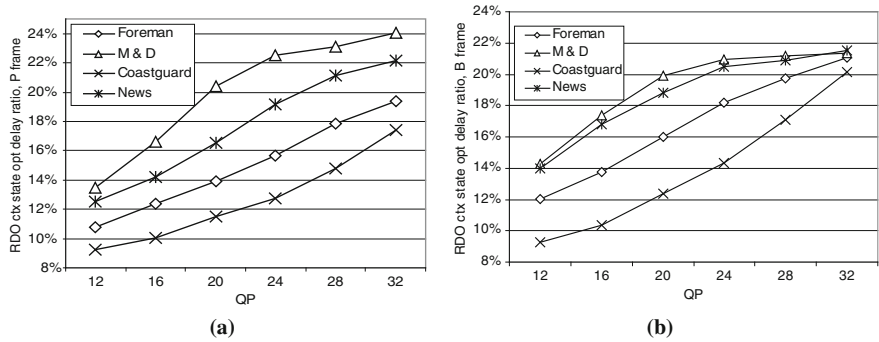 RDO ctx state opt delay ratio, P frame
24%
22%
20%
18%
16%
14%
12%
10%
8%
Foreman
M & D
Coastguard
News
12 16 20 24 28 32
QP
(a)
RDO ctx state opt delay ratio, B frame
24%
22%
20%
18%
16%
14%
12%
10%
8%
Foreman
M & D
Coastguard
News
12 16 20 24 28 32
QP
(b)